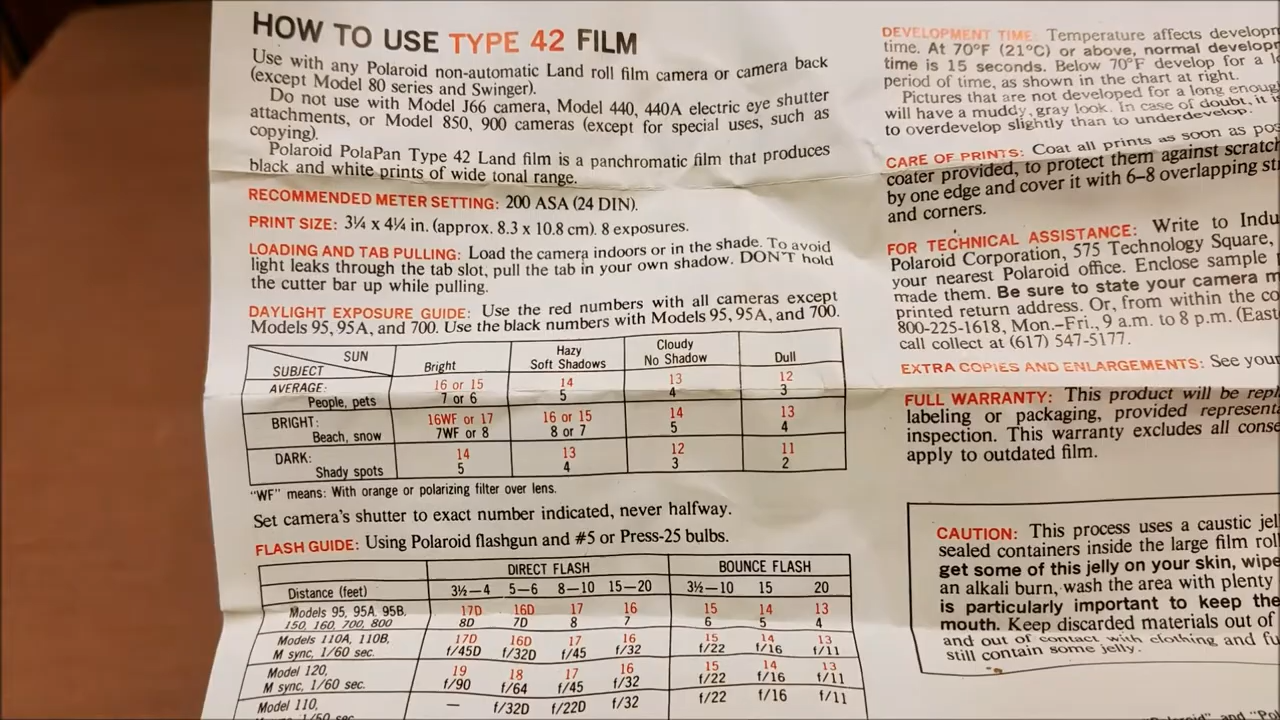 HOW TO USE TYPE 42 FILM
Use with any Polaroid non-automatic Land roll film camera or camera back
(except Model 80 series and Swinger).
Do not use with Model J66 camera, Model 440, 440A electric eye shutter
attachments, or Model 850, 900 cameras (except for special uses, such as
copying).
Polaroid PolaPan Type 42 Land film is a panchromatic film that produces
black and white prints of wide tonal range.
RECOMMENDED METER SETTING: 200 ASA (24 DIN).
PRINT SIZE: 3¼ x 4¼ in. (approx. 8.3 x 10.8 cm). 8 exposures.
LOADING AND TAB PULLING: Load the camera indoors or in the shade. To avoid
light leaks through the tab slot, pull the tab in your own shadow. DON'T hold
the cutter bar up while pulling.
DAYLIGHT EXPOSURE GUIDE: Use the red numbers with all cameras except
Models 95, 95A, and 700. Use the black numbers with Models 95, 95A, and 700.
SUN
SUBJECT Bright Hazy Soft Shadows Cloudy No Shadow Dull
AVERAGE: 16 or 15 14 13 12
People, pets 7 or 6 5 4 3
BRIGHT: 16WF or 17 16 or 15 14 13
Beach, snow 7WF or 8 8 or 7 5 4
DARK: 14 13 12 11
Shady spots 5 4 3 2
"WF" means: With orange or polarizing filter over lens.
Set camera's shutter to exact number indicated, never halfway.
FLASH GUIDE: Using Polaroid flashgun and #5 or Press-25 bulbs.
DIRECT FLASH BOUNCE FLASH
Distance (feet) 3½—4 5—6 8—10 15—20 3½—10 15 20
Models 95, 95A, 95B, 17D 16D 17 16 15 14 13
150, 160, 700, 800 8D 7D 8 7 6 5 4
Models 110A, 110B, 17D 16D 17 16 15 14 13
M sync, 1/60 sec. f/45D f/32D f/45 f/32 f/22 f/16 f/11
Model 120, 19 18 17 16 15 14 13
M sync, 1/60 sec. f/90 f/64 f/45 f/32 f/22 f/16 f/11
Model 110, — f/32D f/22D f/32 f/22 f/16 f/11
1/50 sec.
DEVELOPMENT TIME: Temperature affects developm
time. At 70°F (21°C) or above, normal develop
time is 15 seconds. Below 70°F develop for a lo
period of time, as shown in the chart at right.
Pictures that are not developed for a long enoug
will have a muddy, gray look. In case of doubt, it i
to overdevelop slightly than to underdevelop.
CARE OF PRINTS: Coat all prints as soon as pos
coater provided, to protect them against scratch
by one edge and cover it with 6–8 overlapping st
and corners.
FOR TECHNICAL ASSISTANCE: Write to Indu
Polaroid Corporation, 575 Technology Square,
your nearest Polaroid office. Enclose sample p
made them. Be sure to state your camera m
printed return address. Or, from within the co
800-225-1618, Mon.–Fri., 9 a.m. to 8 p.m. (East
call collect at (617) 547-5177.
EXTRA COPIES AND ENLARGEMENTS: See your
FULL WARRANTY: This product will be repl
labeling or packaging, provided represent
inspection. This warranty excludes all conse
apply to outdated film.
CAUTION: This process uses a caustic jel
sealed containers inside the large film roll
get some of this jelly on your skin, wipe
an alkali burn, wash the area with plenty
is particularly important to keep the
mouth. Keep discarded materials out of
and out of contact with clothing and fu
still contain some jelly.